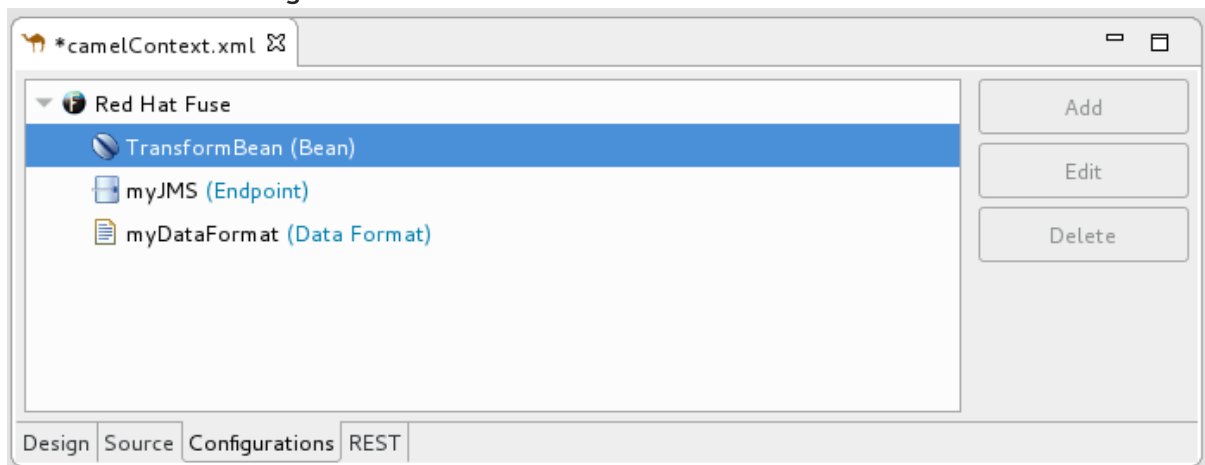 *camelContext.xml
Red Hat Fuse
TransformBean (Bean)
myJMS (Endpoint)
myDataFormat (Data Format)
Add
Edit
Delete
Design Source Configurations REST